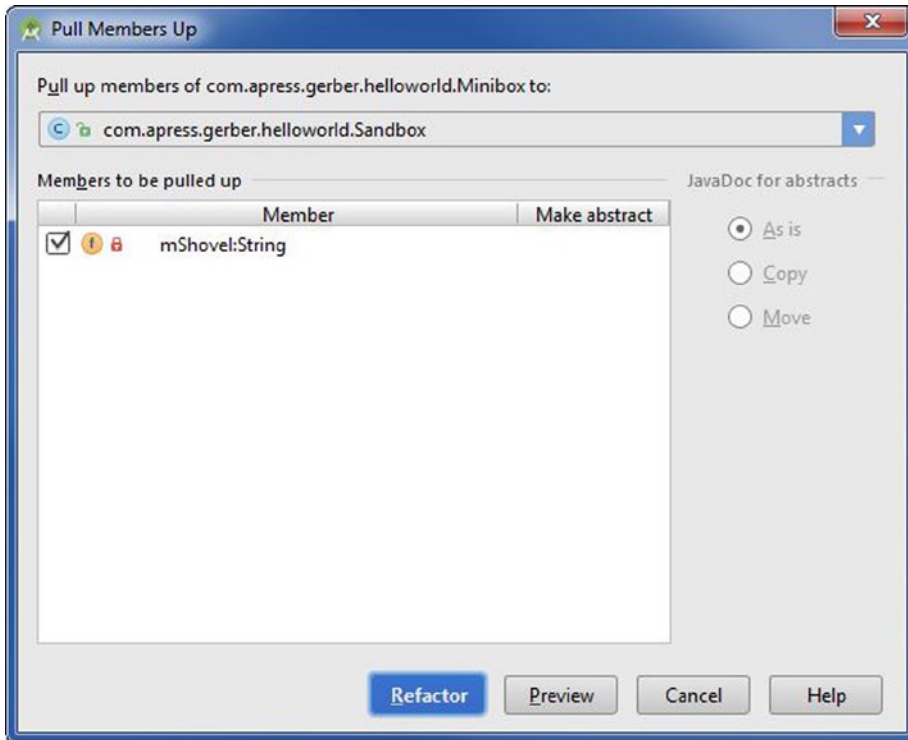 Pull Members Up
Pull up members of com.apress.gerber.helloworld.Minibox to:
com.apress.gerber.helloworld.Sandbox
Members to be pulled up
JavaDoc for abstracts
Member Make abstract
mShovel:String
As is
Copy
Move
Refactor Preview Cancel Help